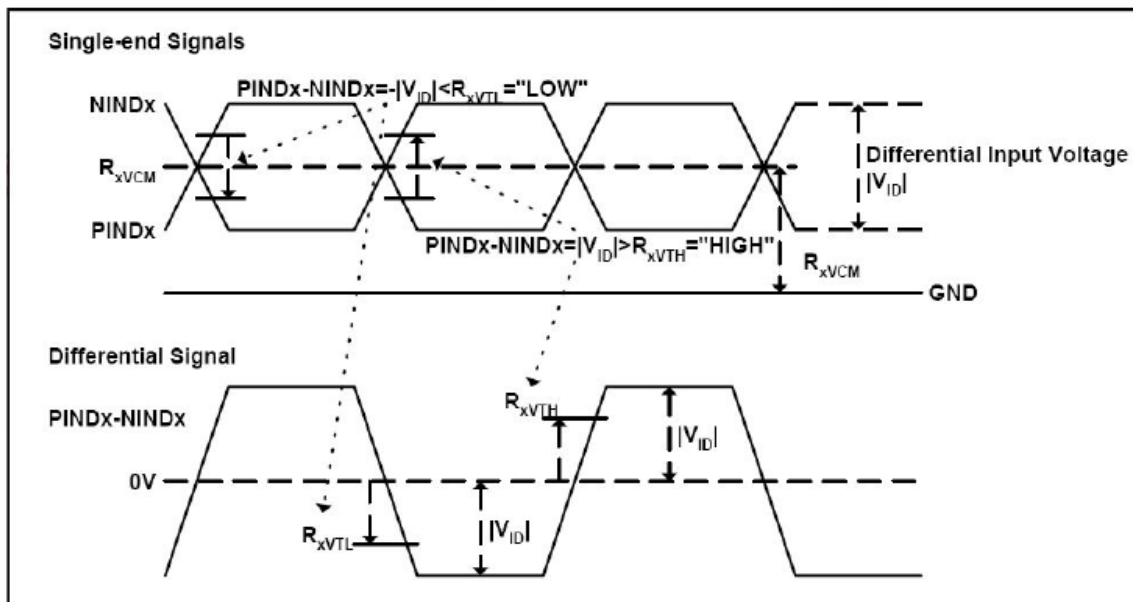 Single-end Signals
PINDx-NINDx=-|VID|<RxVTL="LOW"
NINDx
RxVCM
Differential Input Voltage
|VID|
PINDx
PINDx-NINDx=|VID|>RxVTH="HIGH"
RxVCM
GND
Differential Signal
RxVTH
PINDx-NINDx
|VID|
0V
RxVTL
|VID|